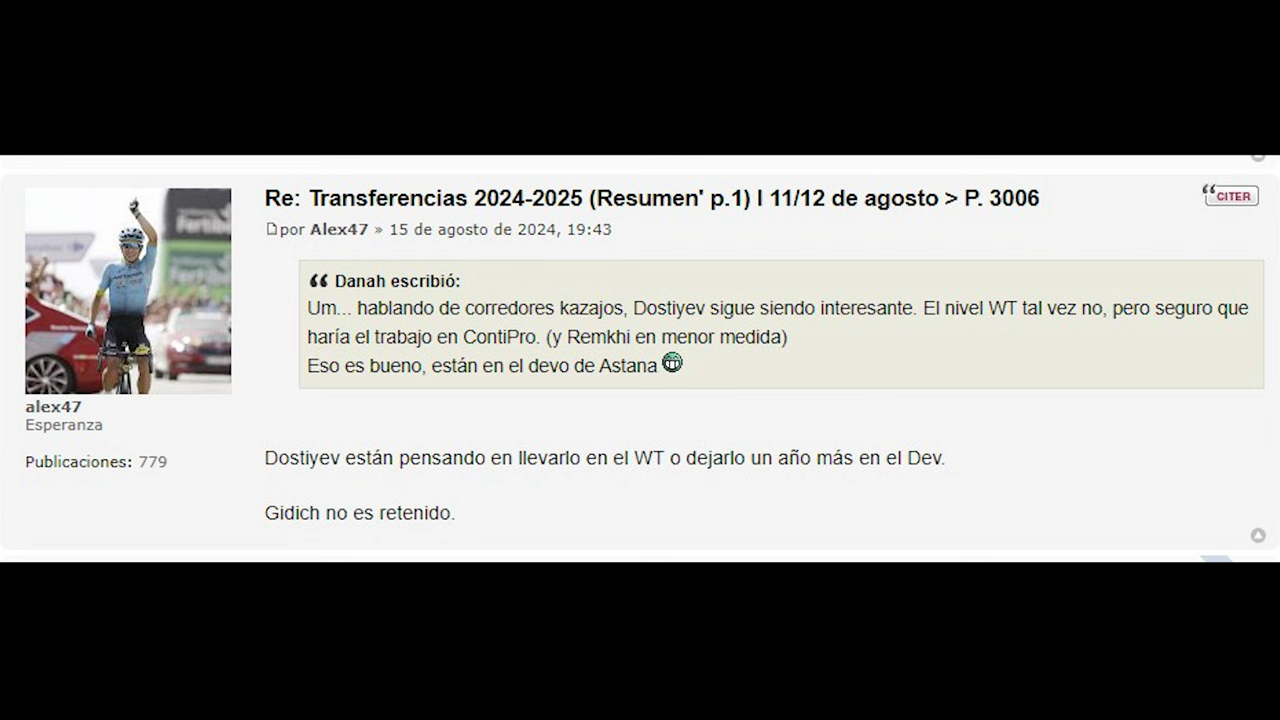 Re: Transferencias 2024-2025 (Resumen' p.1) I 11/12 de agosto > P. 3006
CITER
por Alex47 » 15 de agosto de 2024, 19:43
Danah escribió:
Um... hablando de corredores kazajos, Dostiyev sigue siendo interesante. El nivel WT tal vez no, pero seguro que
haría el trabajo en ContiPro. (y Remkhi en menor medida)
Eso es bueno, están en el devo de Astana
alex47
Esperanza
Publicaciones: 779
Dostiyev están pensando en llevarlo en el WT o dejarlo un año más en el Dev.
Gidich no es retenido.